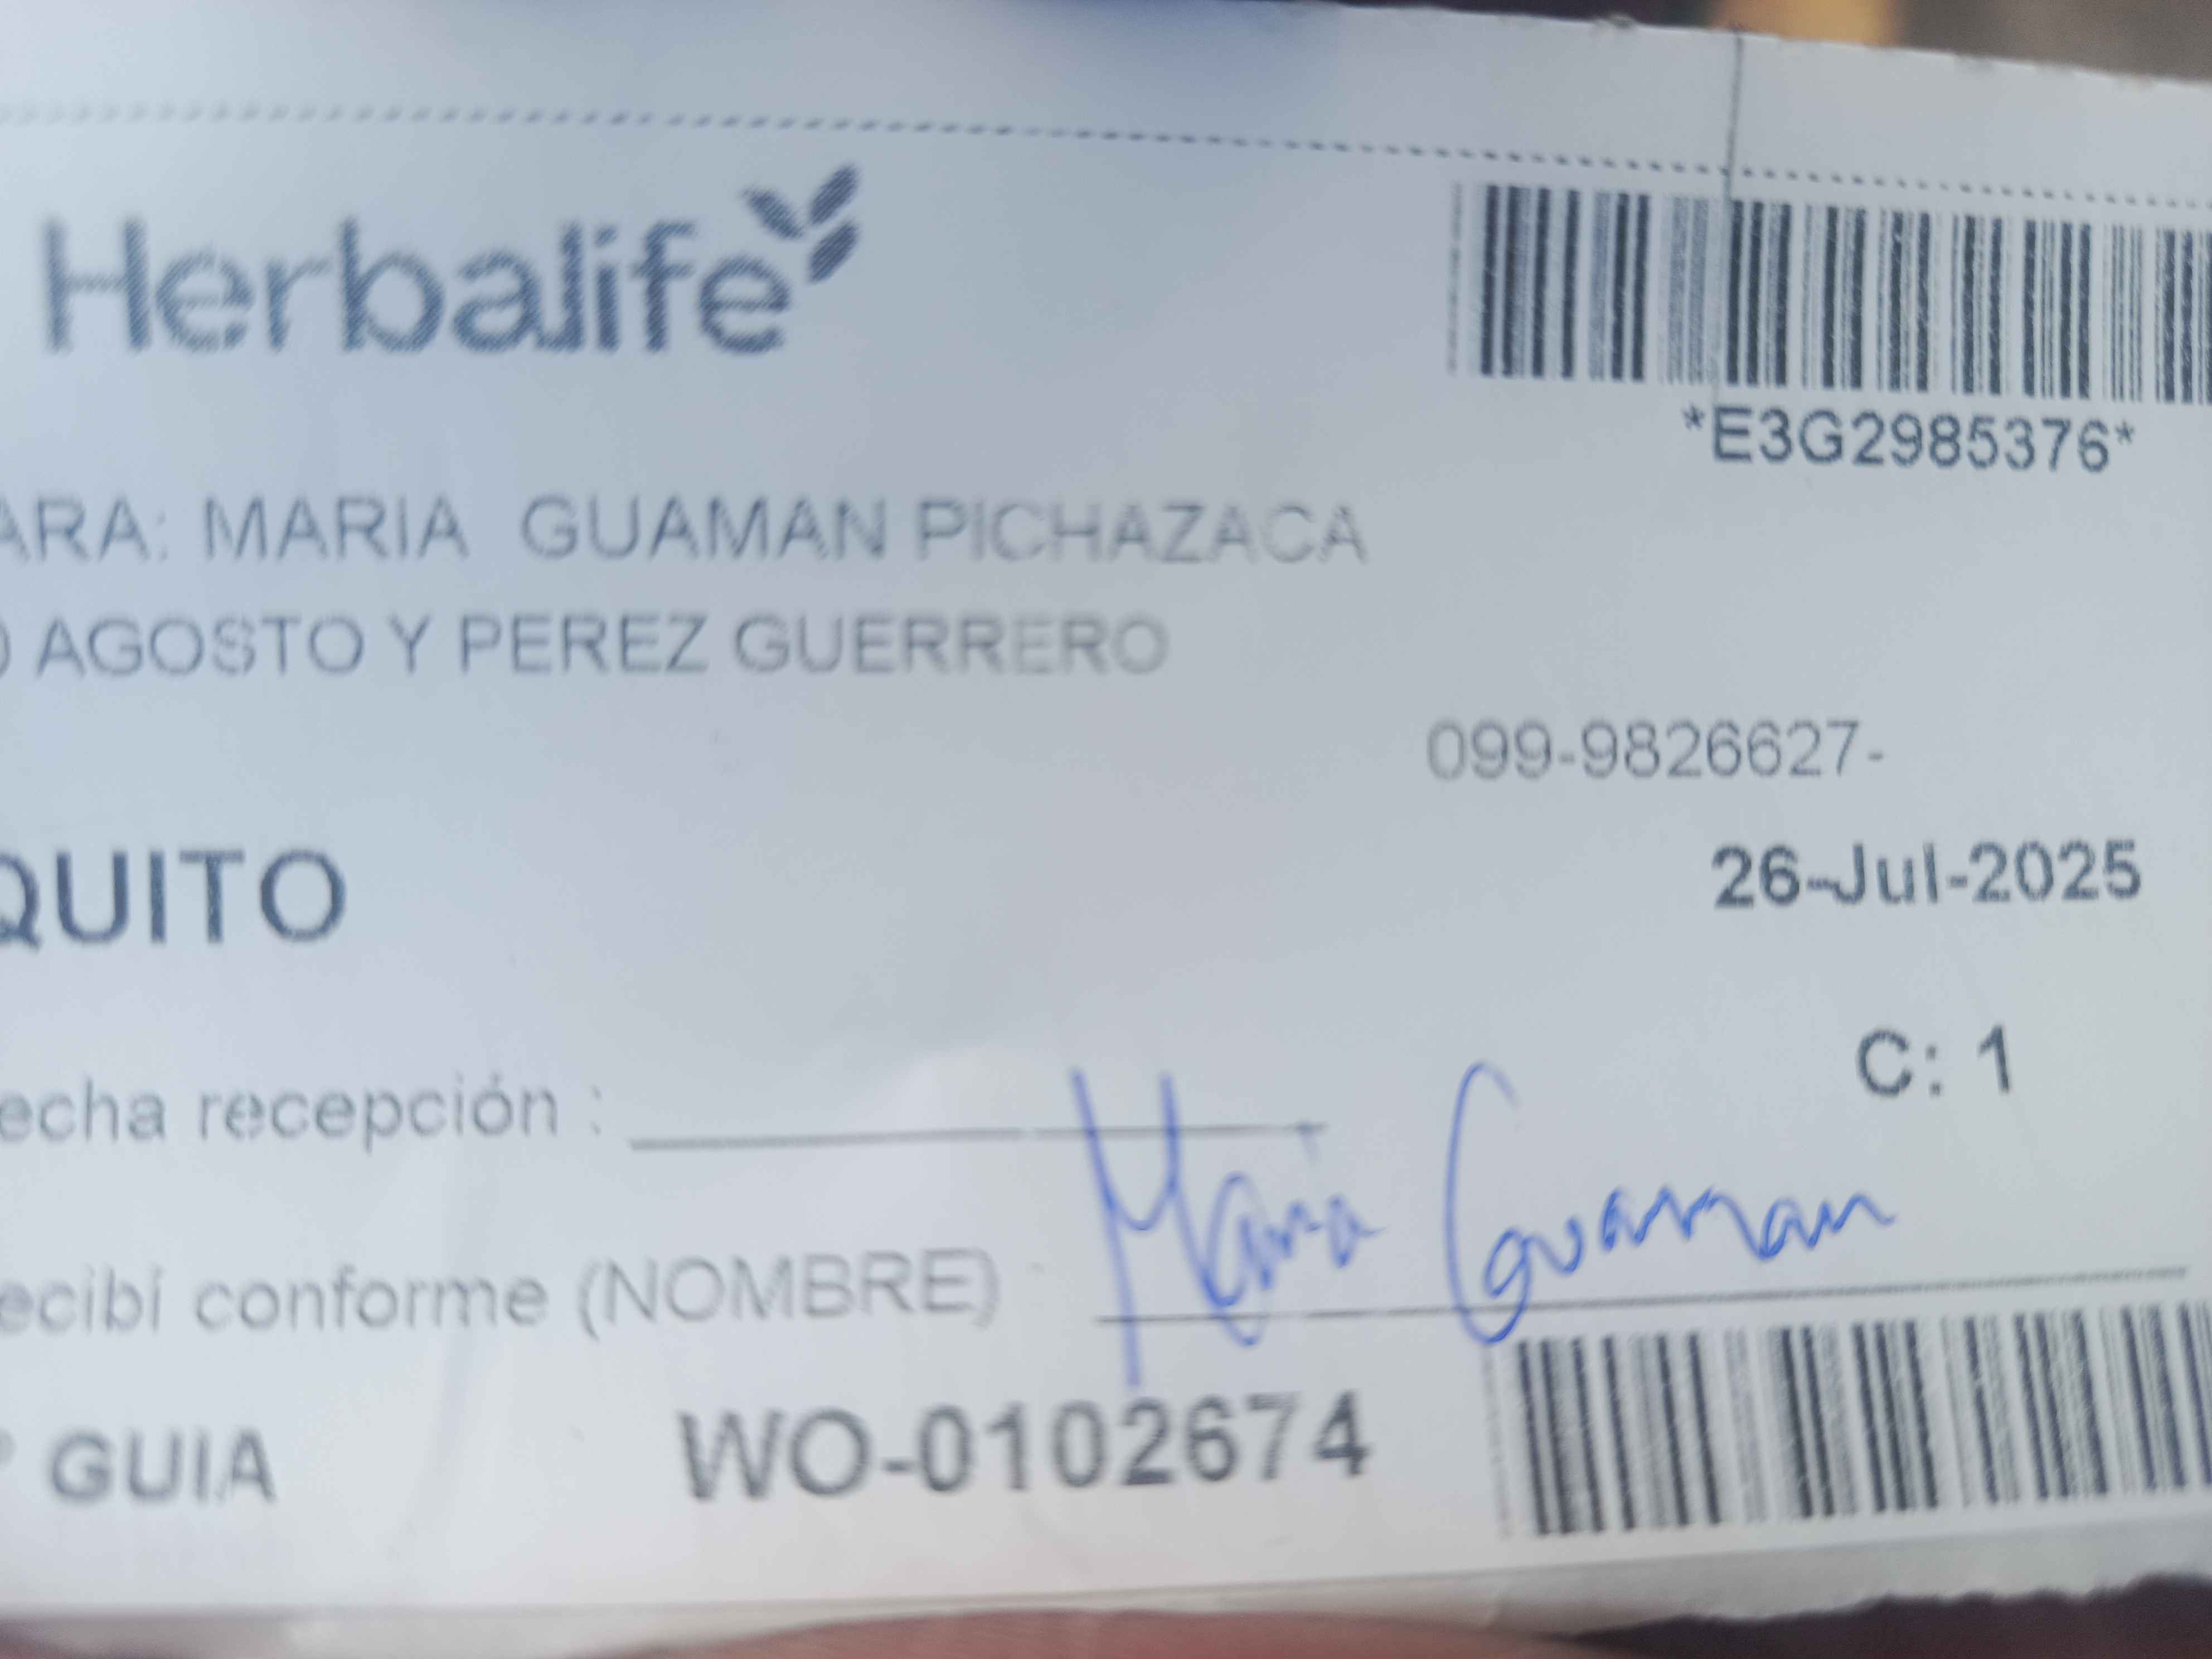 Herbalife
*E3G2985376*
ARA: MARIA GUAMAN PICHAZACA
AGOSTO Y PEREZ GUERRERO
099-9826627-
QUITO
26-Jul-2025
C: 1
echa recepción :
ecibí conforme (NOMBRE) Maria Guaman
GUIA WO-0102674